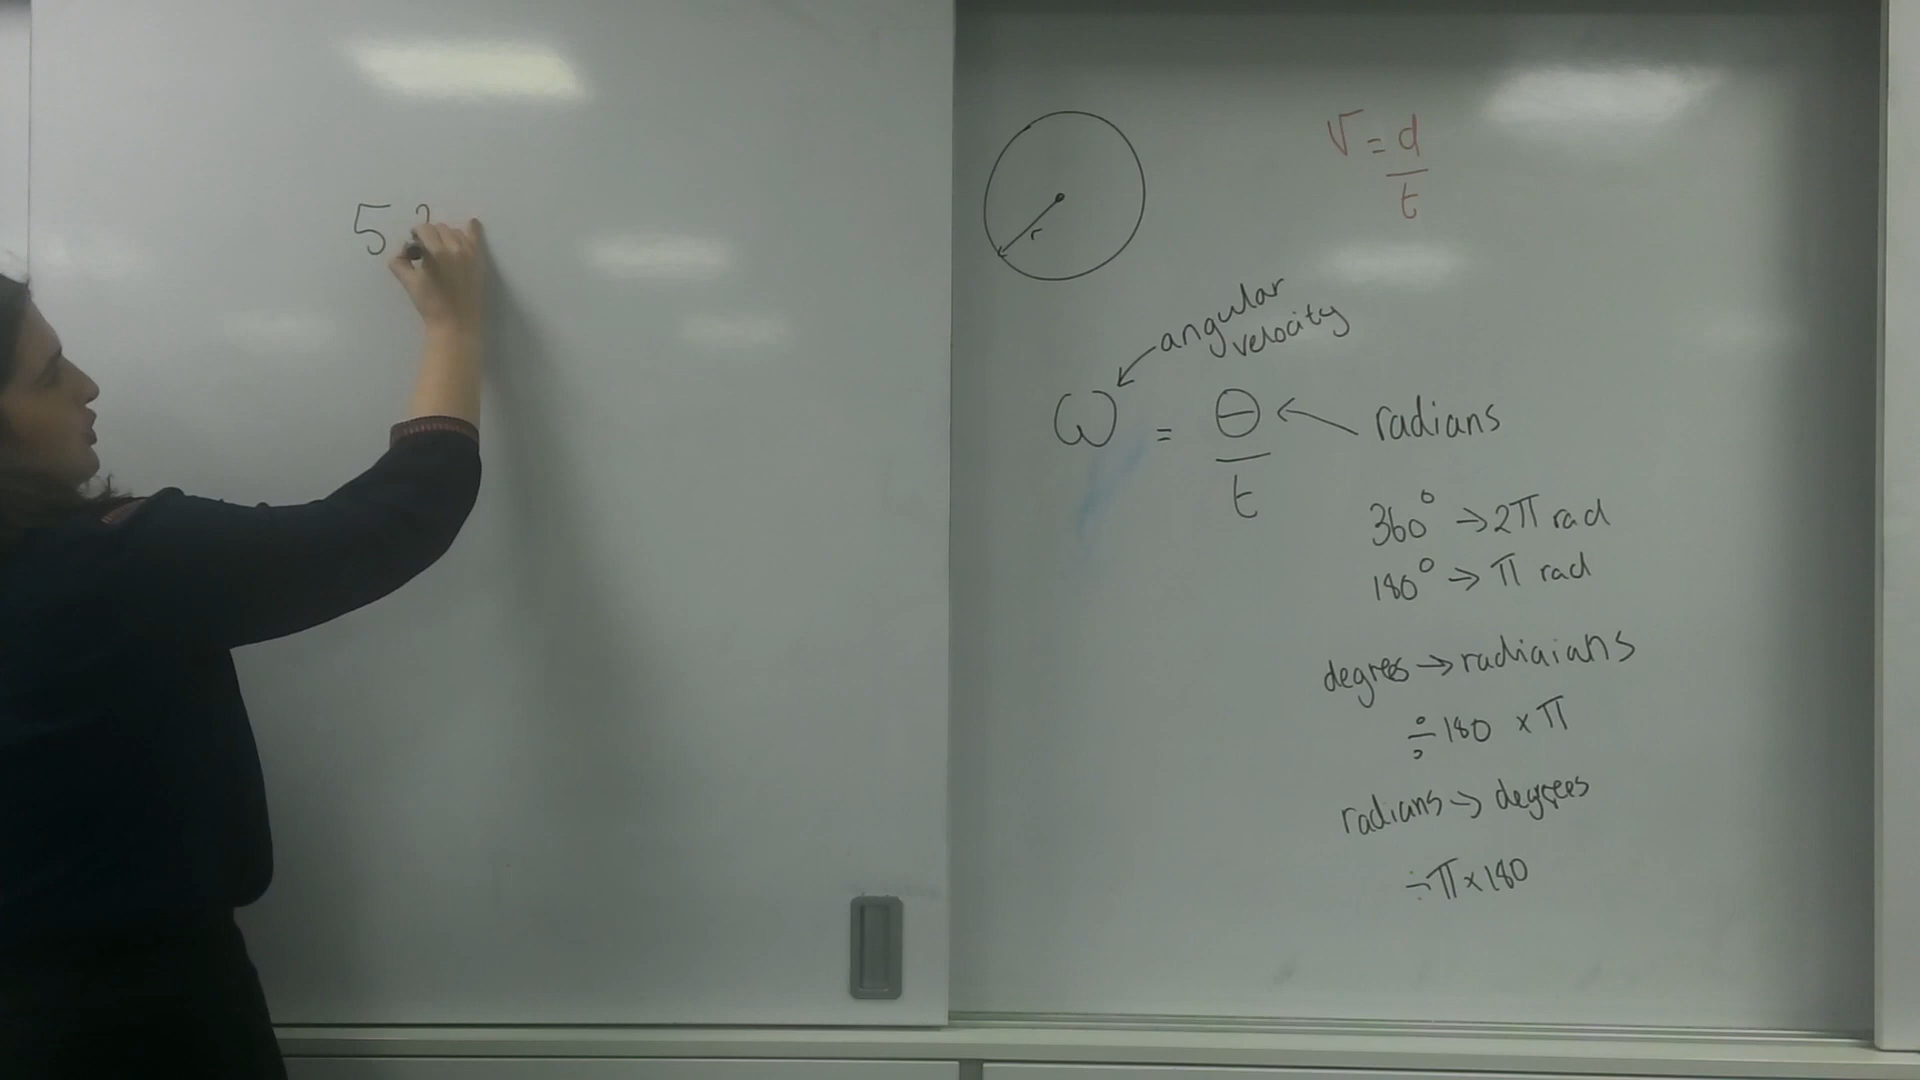 5
r
v = d
t
angular
velocity
ω = θ ← radians
t
360° → 2π rad
180° → π rad
degrees → radiaians
÷ 180 × π
radians → degrees
÷ π × 180